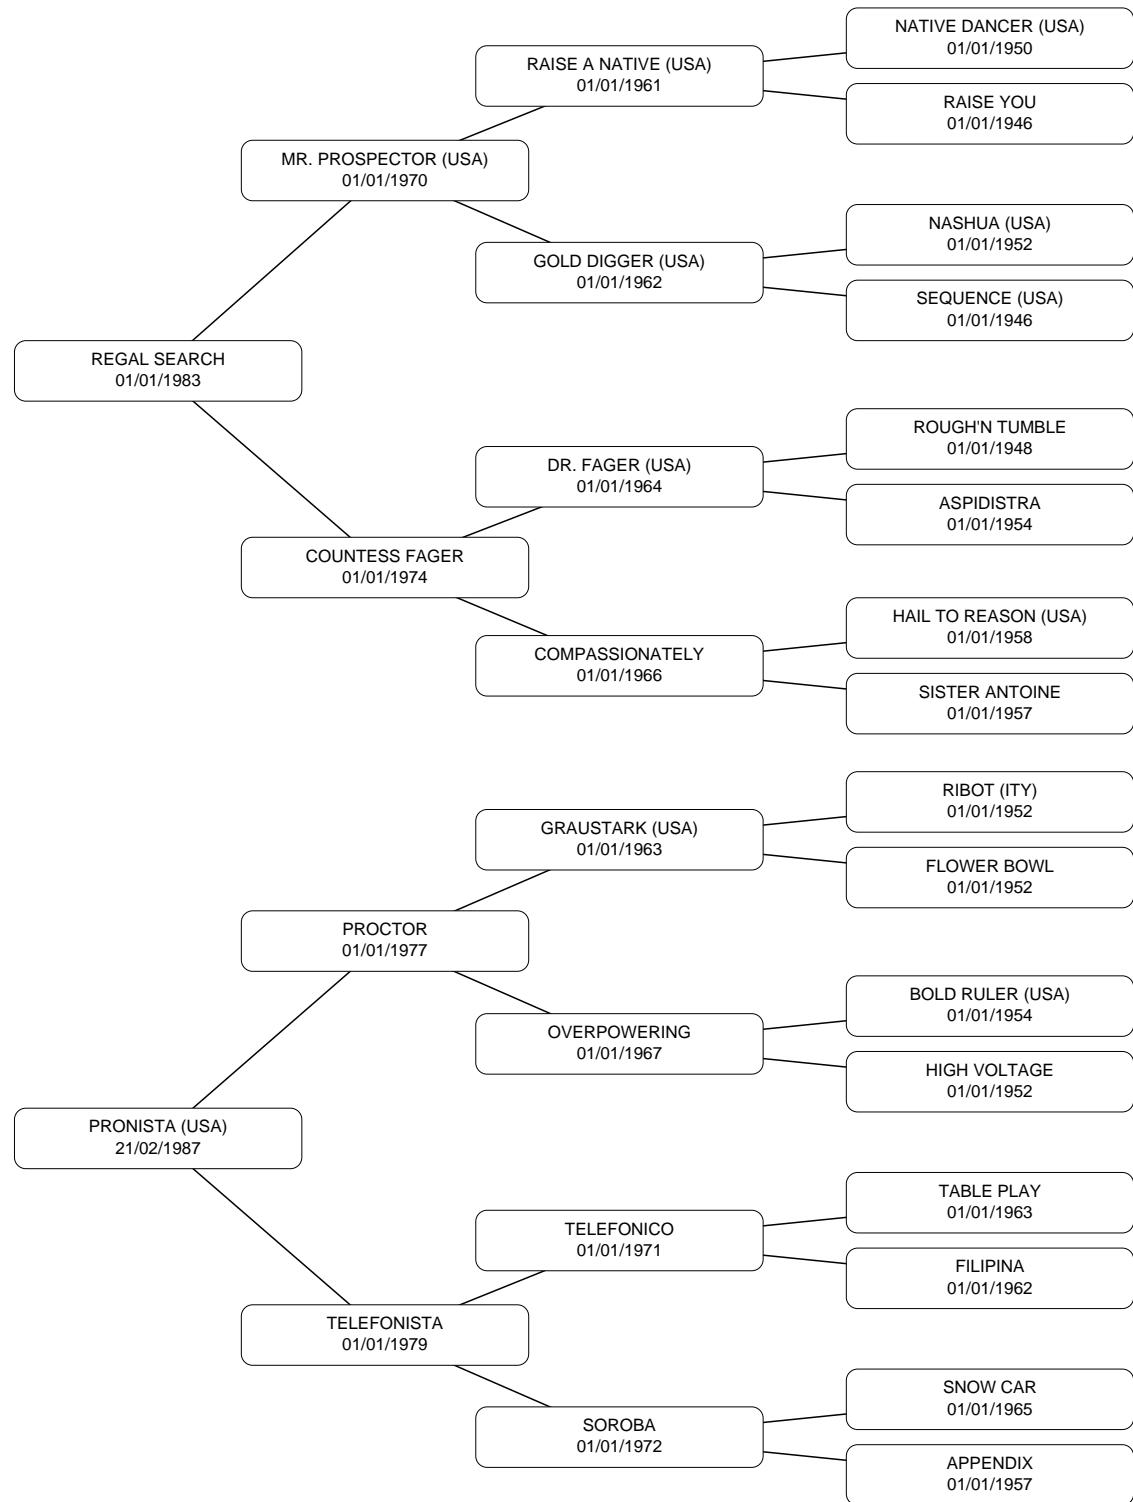 NATIVE DANCER (USA)
01/01/1950
RAISE A NATIVE (USA)
01/01/1961
RAISE YOU
01/01/1946
MR. PROSPECTOR (USA)
01/01/1970
NASHUA (USA)
01/01/1952
GOLD DIGGER (USA)
01/01/1962
SEQUENCE (USA)
01/01/1946
REGAL SEARCH
01/01/1983
ROUGH'N TUMBLE
01/01/1948
DR. FAGER (USA)
01/01/1964
ASPIDISTRA
01/01/1954
COUNTESS FAGER
01/01/1974
HAIL TO REASON (USA)
01/01/1958
COMPASSIONATELY
01/01/1966
SISTER ANTOINE
01/01/1957
RIBOT (ITY)
01/01/1952
GRAUSTARK (USA)
01/01/1963
FLOWER BOWL
01/01/1952
PROCTOR
01/01/1977
BOLD RULER (USA)
01/01/1954
OVERPOWERING
01/01/1967
HIGH VOLTAGE
01/01/1952
PRONISTA (USA)
21/02/1987
TABLE PLAY
01/01/1963
TELEFONICO
01/01/1971
FILIPINA
01/01/1962
TELEFONISTA
01/01/1979
SNOW CAR
01/01/1965
SOROBA
01/01/1972
APPENDIX
01/01/1957